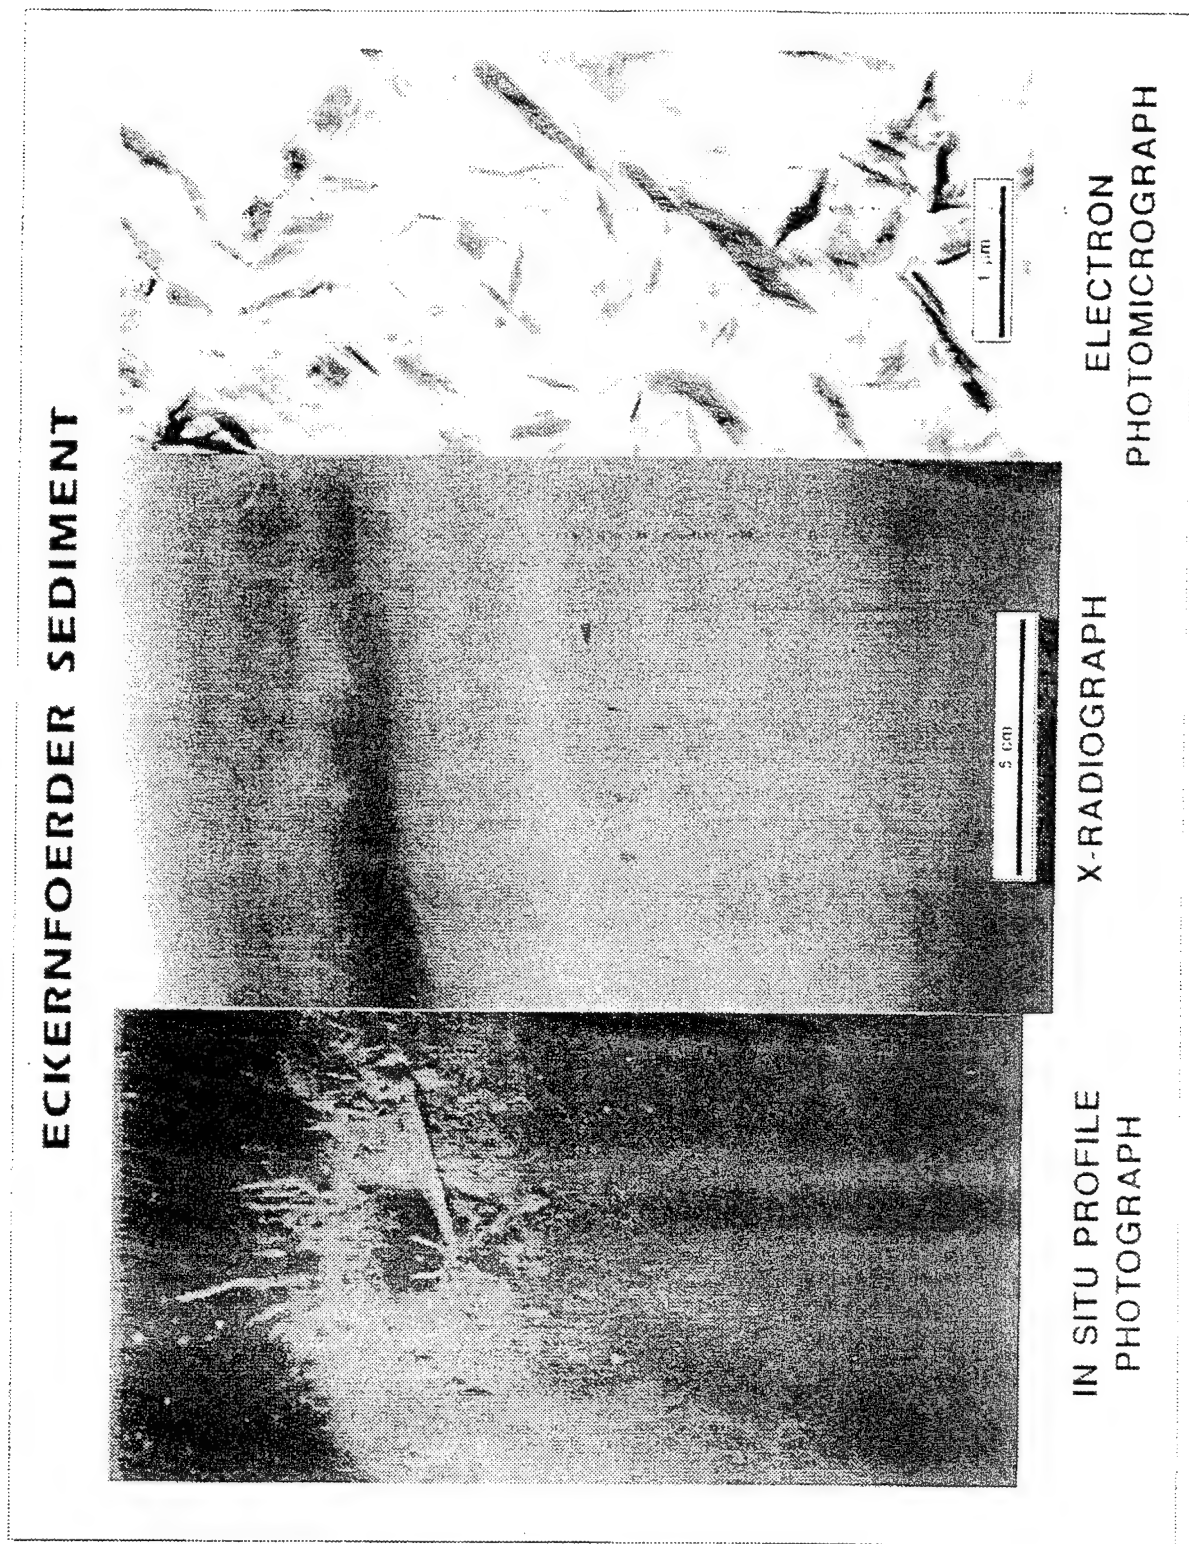 ECKERNFOERDER SEDIMENT
5 cm
1 µm
IN SITU PROFILE
PHOTOGRAPH
X-RADIOGRAPH
ELECTRON
PHOTOMICROGRAPH